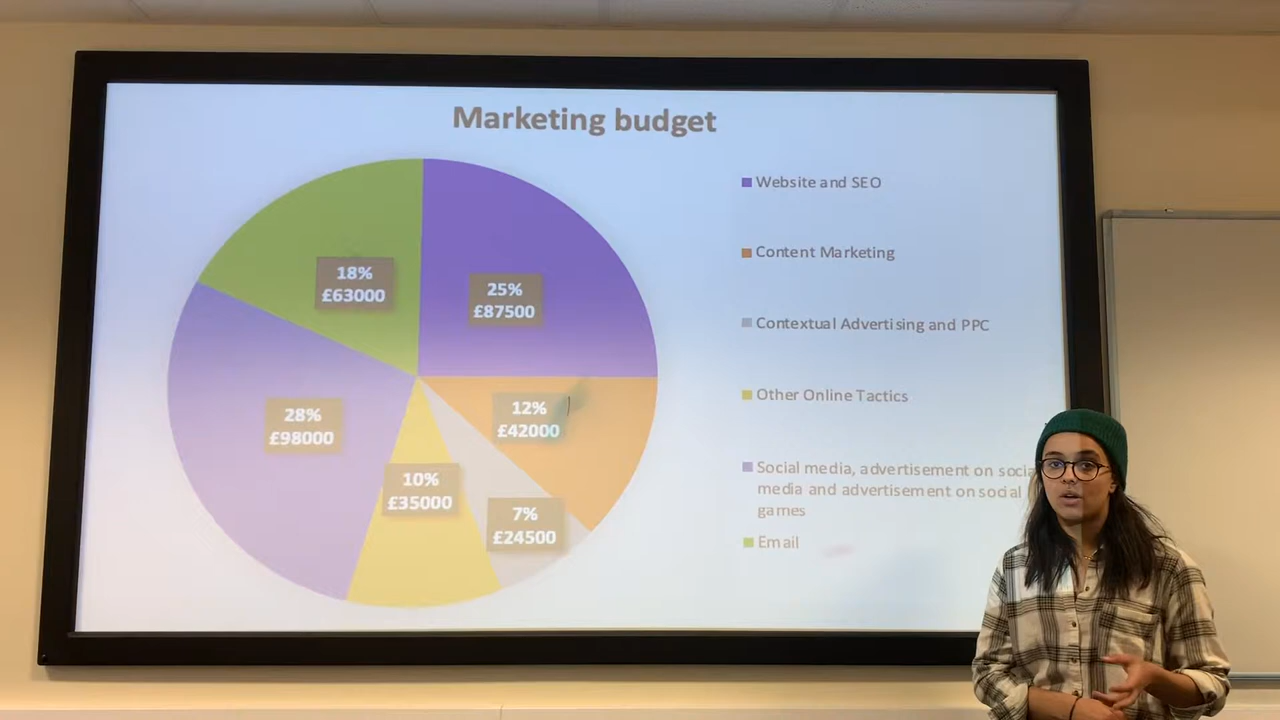 Marketing budget
18%
£63000
25%
£87500
12%
£42000
28%
£98000
10%
£35000
7%
£24500
Website and SEO
Content Marketing
Contextual Advertising and PPC
Other Online Tactics
Social media, advertisement on social
media and advertisement on social
games
Email